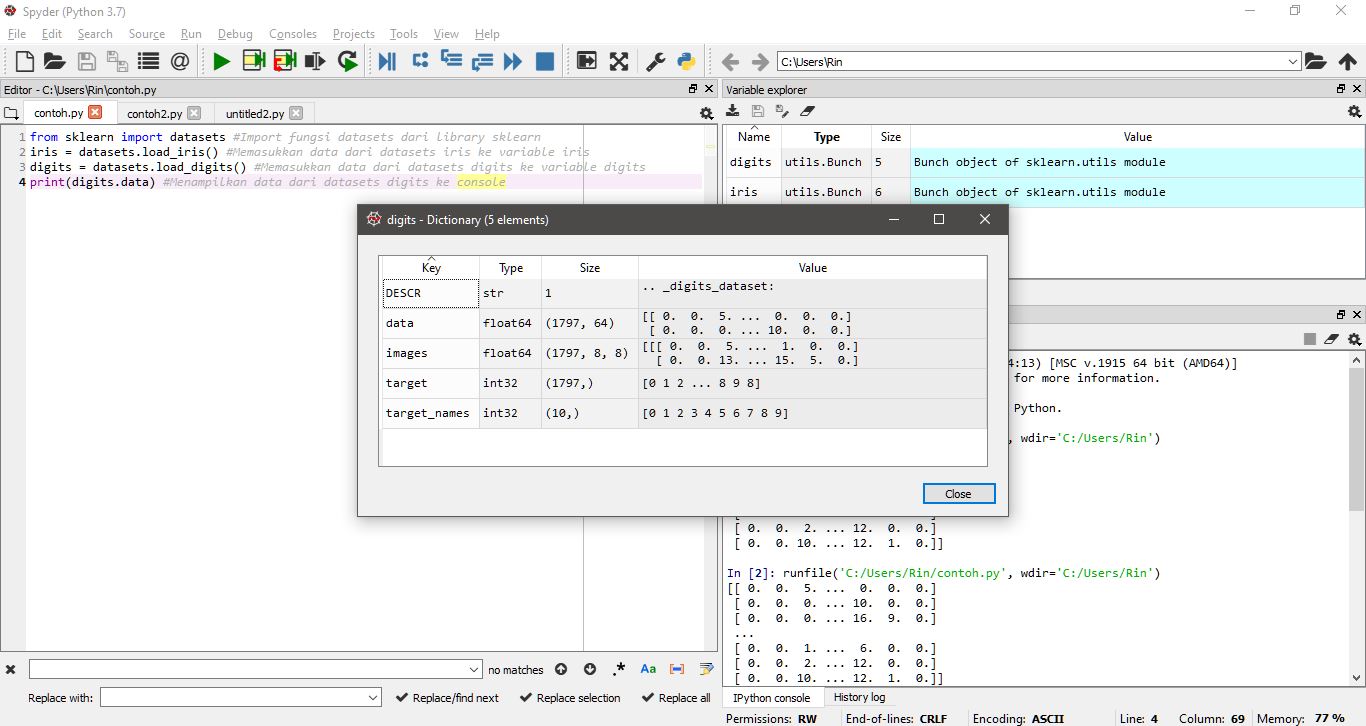 Spyder (Python 3.7)
File Edit Search Source Run Debug Consoles Projects Tools View Help
C:\Users\Rin
Editor - C:\Users\Rin\contoh.py
contoh.py contoh2.py untitled2.py
1 from sklearn import datasets #Import fungsi datasets dari library sklearn
2 iris = datasets.load_iris() #Memasukkan data dari datasets iris ke variable iris
3 digits = datasets.load_digits() #Memasukkan data dari datasets digits ke variable digits
4 print(digits.data) #Menampilkan data dari datasets digits ke console
Variable explorer
Name Type Size Value
digits utils.Bunch 5 Bunch object of sklearn.utils module
iris utils.Bunch 6 Bunch object of sklearn.utils module
digits - Dictionary (5 elements)
Key Type Size Value
DESCR str 1 .. _digits_dataset:
data float64 (1797, 64) [[ 0. 0. 5. ... 0. 0. 0.]
[ 0. 0. 0. ... 10. 0. 0.]
images float64 (1797, 8, 8) [[[ 0. 0. 5. ... 1. 0. 0.]
[ 0. 0. 13. ... 15. 5. 0.]
target int32 (1797,) [0 1 2 ... 8 9 8]
target_names int32 (10,) [0 1 2 3 4 5 6 7 8 9]
Close
4:13) [MSC v.1915 64 bit (AMD64)]
for more information.
Python.
, wdir='C:/Users/Rin')
[ 0. 0. 2. ... 12. 0. 0.]
[ 0. 0. 10. ... 12. 1. 0.]]
In [2]: runfile('C:/Users/Rin/contoh.py', wdir='C:/Users/Rin')
[[ 0. 0. 5. ... 0. 0. 0.]
[ 0. 0. 0. ... 10. 0. 0.]
[ 0. 0. 0. ... 16. 9. 0.]
...
[ 0. 0. 1. ... 6. 0. 0.]
[ 0. 0. 2. ... 12. 0. 0.]
[ 0. 0. 10. ... 12. 1. 0.]]
IPython console History log
no matches .* Aa
Replace with: Replace/find next Replace selection Replace all
Permissions: RW End-of-lines: CRLF Encoding: ASCII Line: 4 Column: 69 Memory: 77 %